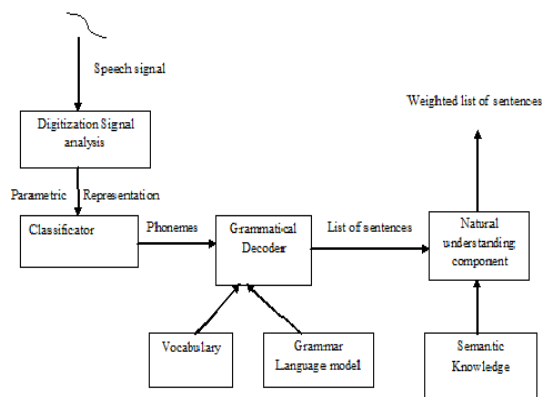 Speech signal
Weighted list of sentences
Digitization Signal
analysis
Parametric Representation
Classificator
Phonemes
Grammatical
Decoder
List of sentences
Natural
understanding
component
Vocabulary
Grammar
Language model
Semantic
Knowledge